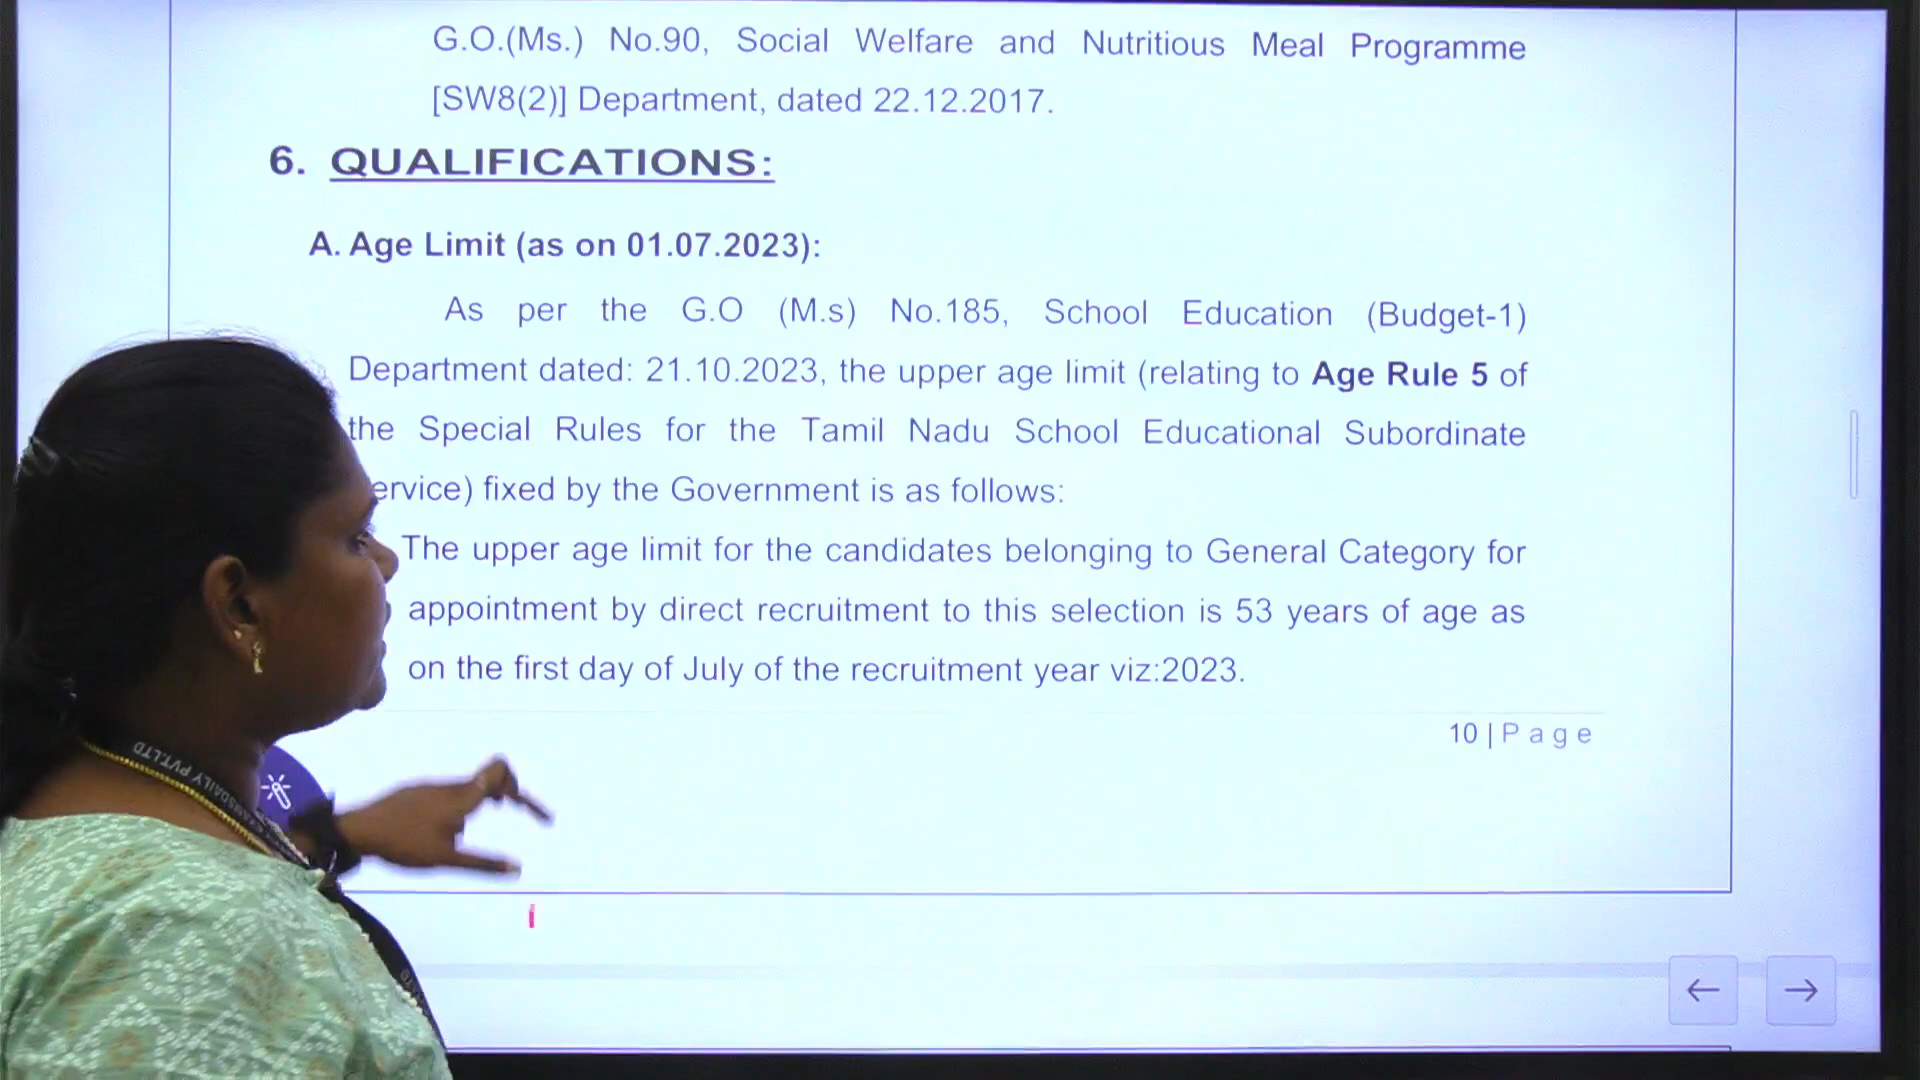 G.O.(Ms.) No.90, Social Welfare and Nutritious Meal Programme
[SW8(2)] Department, dated 22.12.2017.
6. QUALIFICATIONS:
A. Age Limit (as on 01.07.2023):
As per the G.O (M.s) No.185, School Education (Budget-1)
Department dated: 21.10.2023, the upper age limit (relating to Age Rule 5 of
the Special Rules for the Tamil Nadu School Educational Subordinate
ervice) fixed by the Government is as follows:
The upper age limit for the candidates belonging to General Category for
appointment by direct recruitment to this selection is 53 years of age as
on the first day of July of the recruitment year viz:2023.
10 | P a g e
PVT.LTD